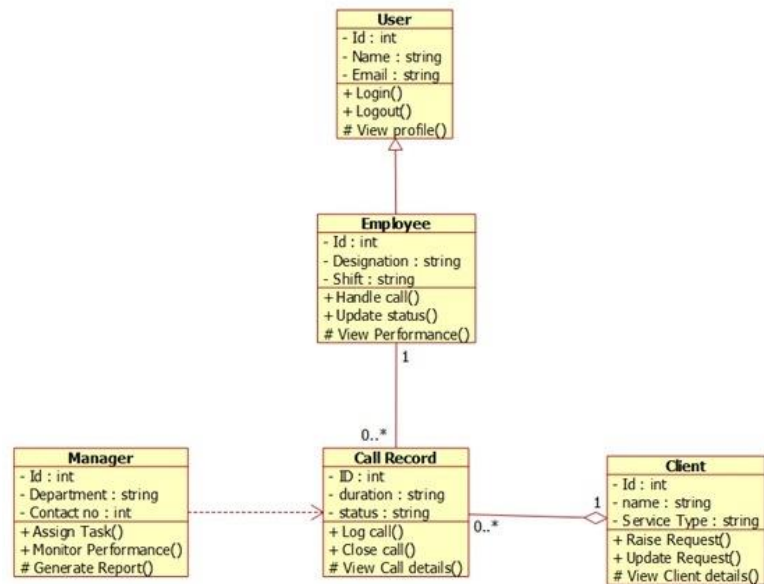 User
- Id : int
- Name : string
- Email : string
+ Login()
+ Logout()
# View profile()
Employee
- Id : int
- Designation : string
- Shift : string
+ Handle call()
+ Update status()
# View Performance()
1
0..*
Manager
- Id : int
- Department : string
- Contact no : int
+ Assign Task()
+ Monitor Performance()
# Generate Report()
Call Record
- ID : int
- duration : string
- status : string
+ Log call()
+ Close call()
# View Call details()
0..*
1
Client
- Id : int
- name : string
- Service Type : string
+ Raise Request()
+ Update Request()
# View Client details()